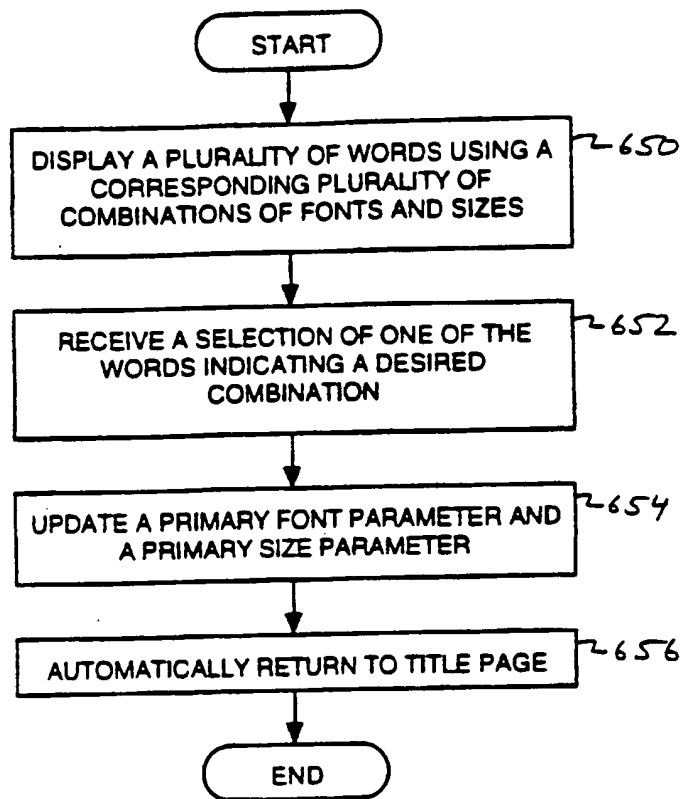 START
DISPLAY A PLURALITY OF WORDS USING A
CORRESPONDING PLURALITY OF
COMBINATIONS OF FONTS AND SIZES
650
RECEIVE A SELECTION OF ONE OF THE
WORDS INDICATING A DESIRED
COMBINATION
652
UPDATE A PRIMARY FONT PARAMETER AND
A PRIMARY SIZE PARAMETER
654
AUTOMATICALLY RETURN TO TITLE PAGE
656
END